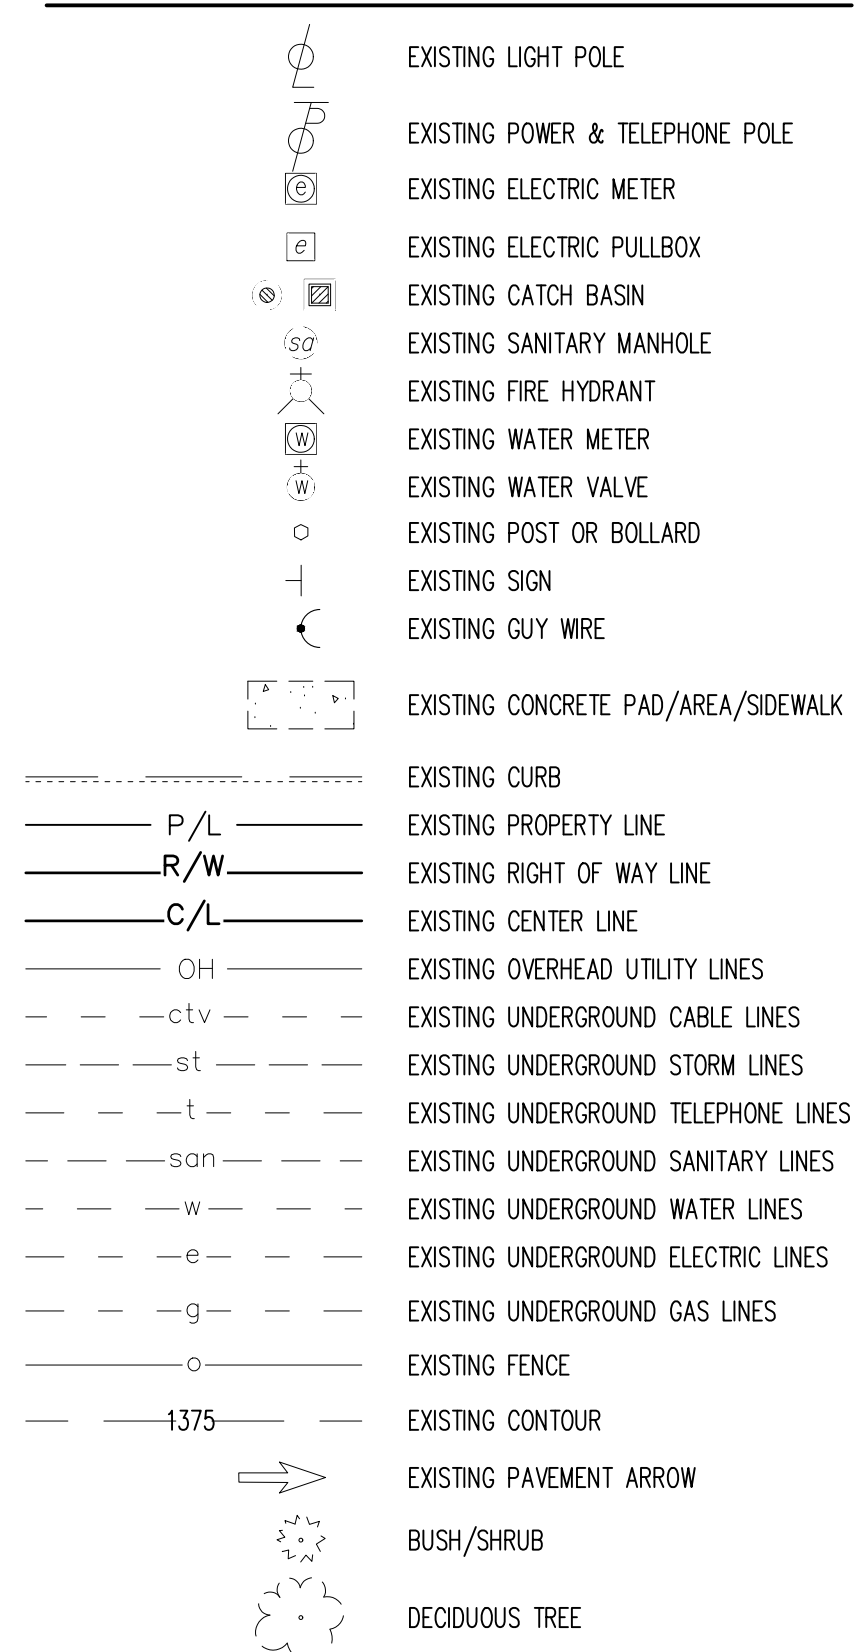 EXISTING LIGHT POLE
P EXISTING POWER & TELEPHONE POLE
e EXISTING ELECTRIC METER
e EXISTING ELECTRIC PULLBOX
EXISTING CATCH BASIN
sa EXISTING SANITARY MANHOLE
EXISTING FIRE HYDRANT
W EXISTING WATER METER
W EXISTING WATER VALVE
EXISTING POST OR BOLLARD
EXISTING SIGN
EXISTING GUY WIRE
EXISTING CONCRETE PAD/AREA/SIDEWALK
EXISTING CURB
P/L EXISTING PROPERTY LINE
R/W EXISTING RIGHT OF WAY LINE
C/L EXISTING CENTER LINE
OH EXISTING OVERHEAD UTILITY LINES
ctv EXISTING UNDERGROUND CABLE LINES
st EXISTING UNDERGROUND STORM LINES
t EXISTING UNDERGROUND TELEPHONE LINES
san EXISTING UNDERGROUND SANITARY LINES
w EXISTING UNDERGROUND WATER LINES
e EXISTING UNDERGROUND ELECTRIC LINES
g EXISTING UNDERGROUND GAS LINES
o EXISTING FENCE
1375 EXISTING CONTOUR
EXISTING PAVEMENT ARROW
BUSH/SHRUB
DECIDUOUS TREE